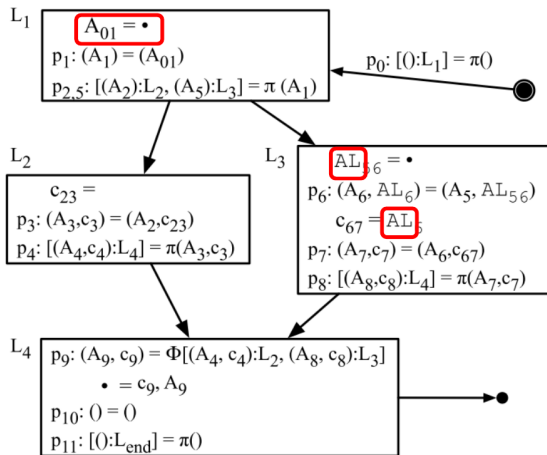 L1
A01 = •
p1: (A1) = (A01)
p2,5: [(A2):L2, (A5):L3] = π (A1)
p0: [():L1] = π()
L2
c23 =
p3: (A3,c3) = (A2,c23)
p4: [(A4,c4):L4] = π(A3,c3)
L3
AL56 = •
p6: (A6, AL6) = (A5, AL56)
c67 = AL
p7: (A7,c7) = (A6,c67)
p8: [(A8,c8):L4] = π(A7,c7)
L4
p9: (A9, c9) = Φ[(A4, c4):L2, (A8, c8):L3]
• = c9, A9
p10: () = ()
p11: [():Lend] = π()